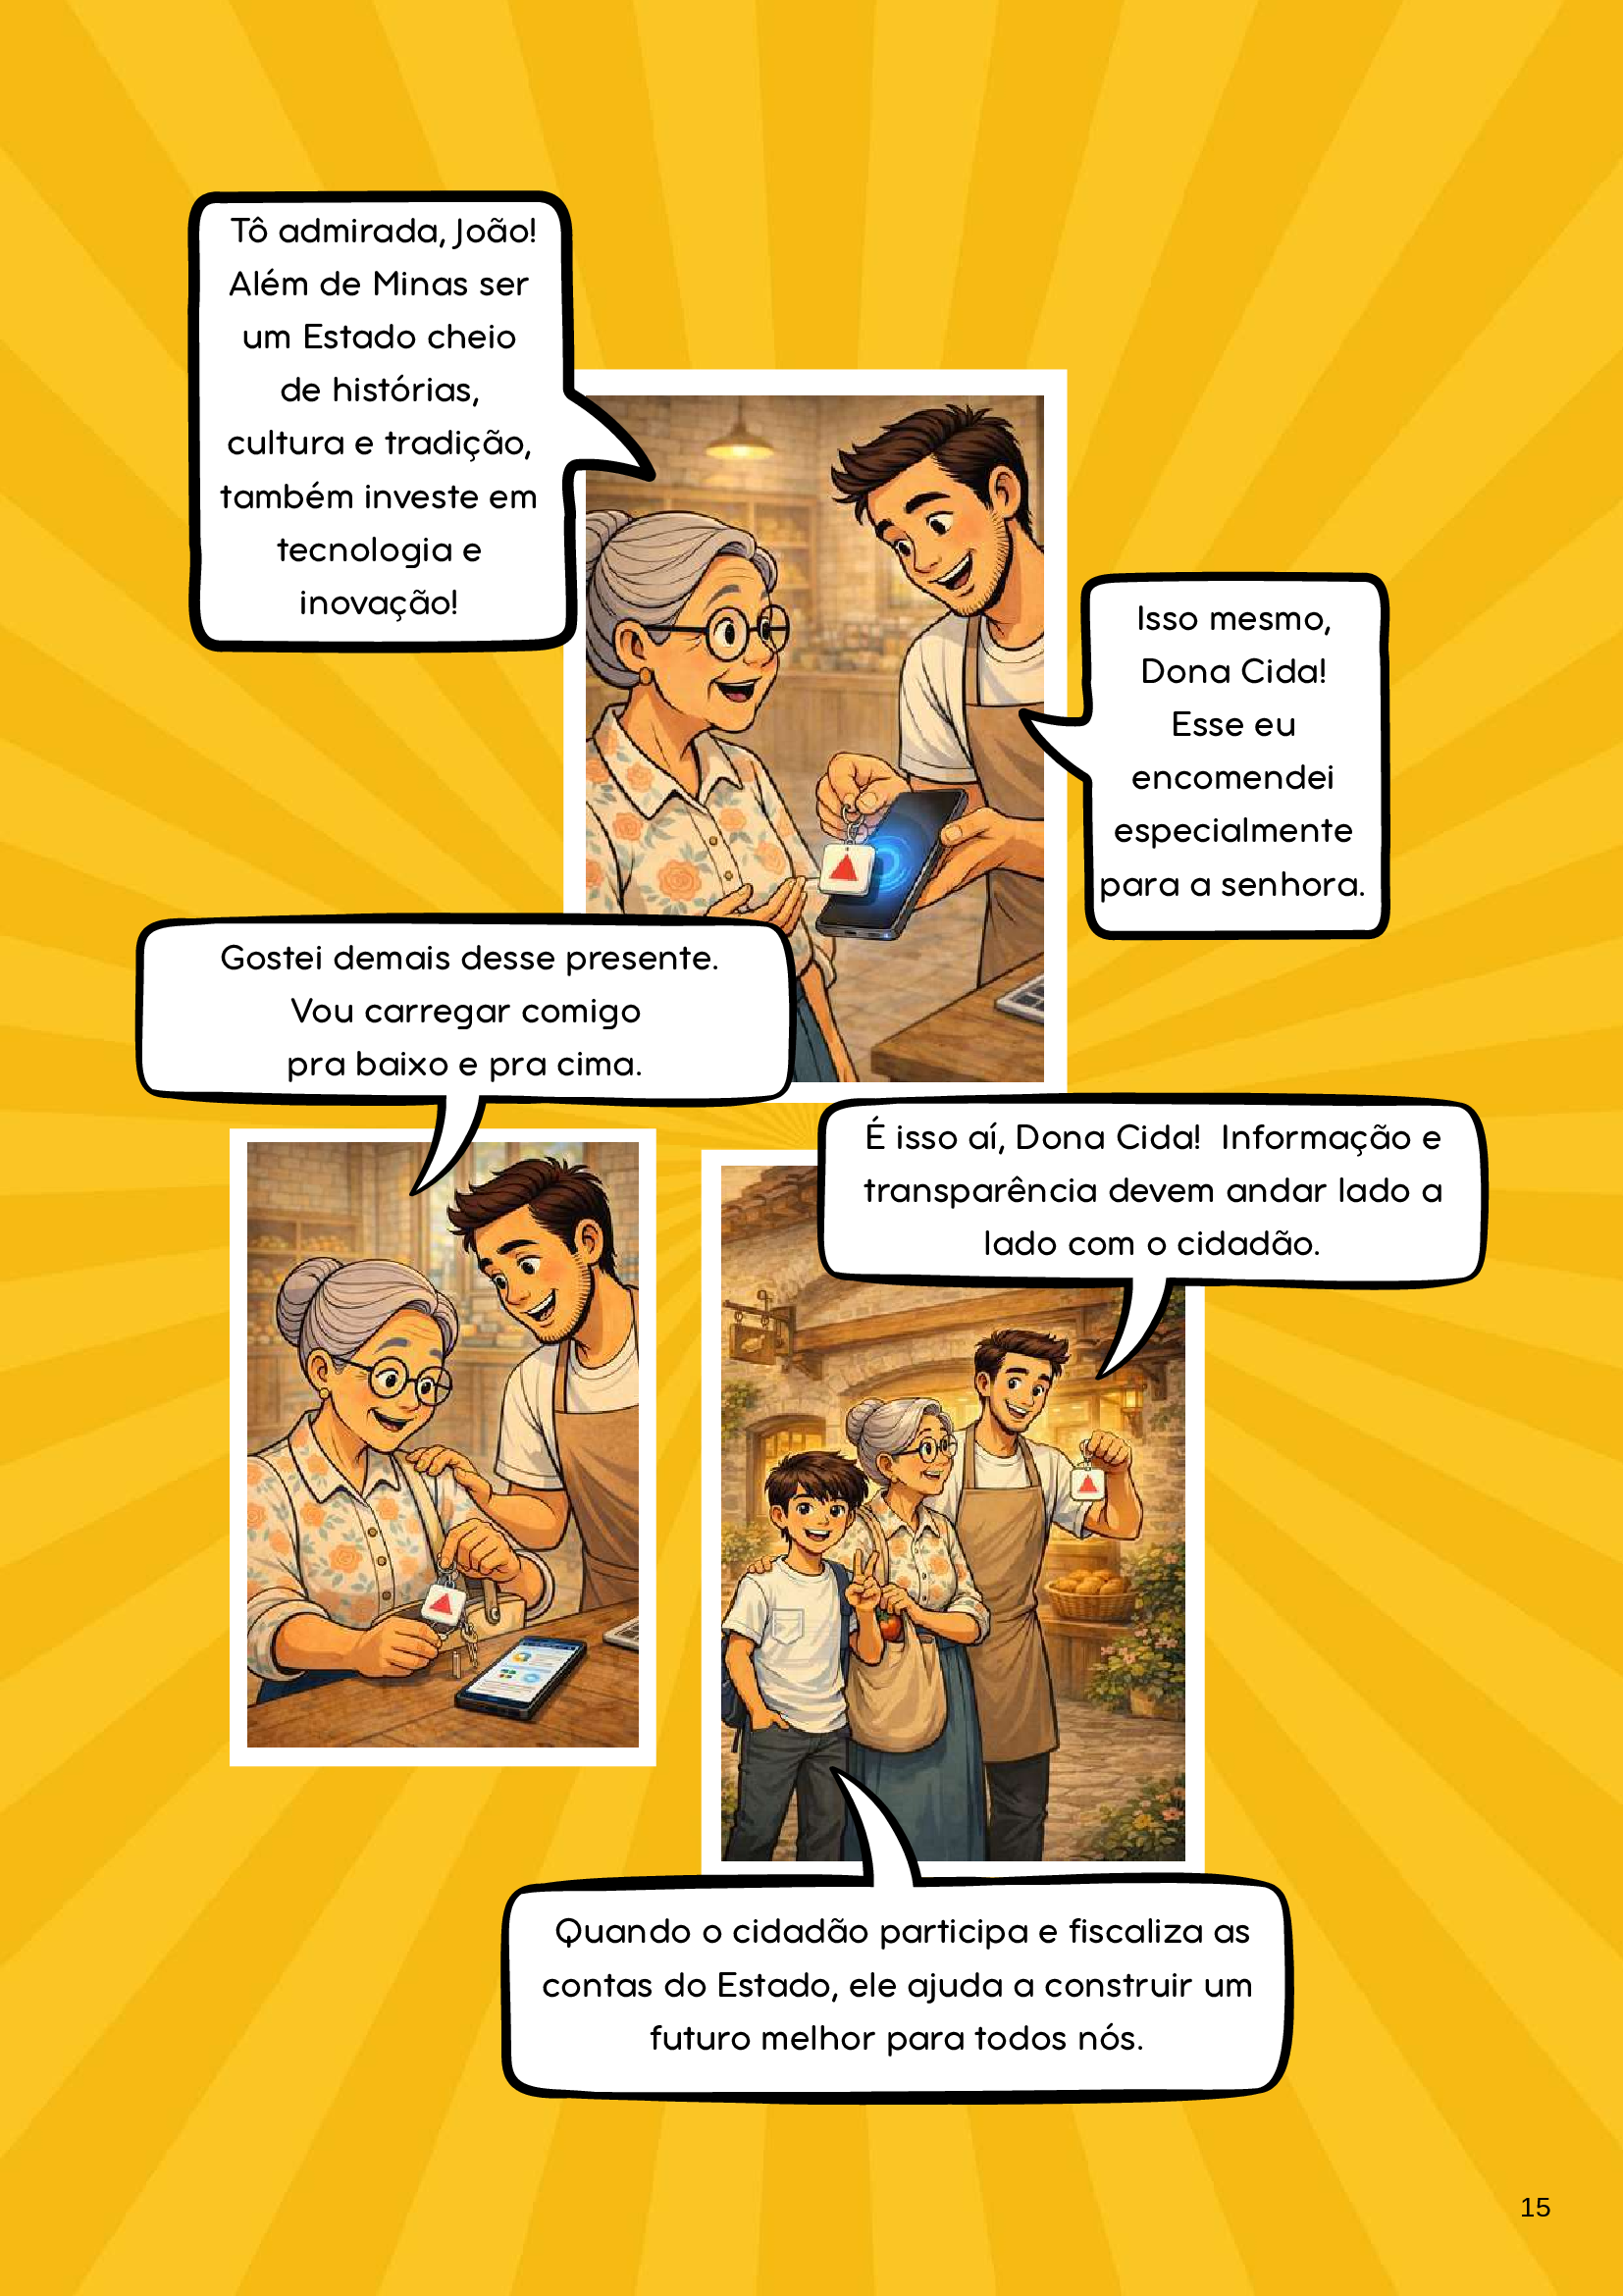 Tô admirada, João!
Além de Minas ser
um Estado cheio
de histórias,
cultura e tradição,
também investe em
tecnologia e
inovação!
Isso mesmo,
Dona Cida!
Esse eu
encomendei
especialmente
para a senhora.
Gostei demais desse presente.
Vou carregar comigo
pra baixo e pra cima.
É isso aí, Dona Cida! Informação e
transparência devem andar lado a
lado com o cidadão.
Quando o cidadão participa e fiscaliza as
contas do Estado, ele ajuda a construir um
futuro melhor para todos nós.
15